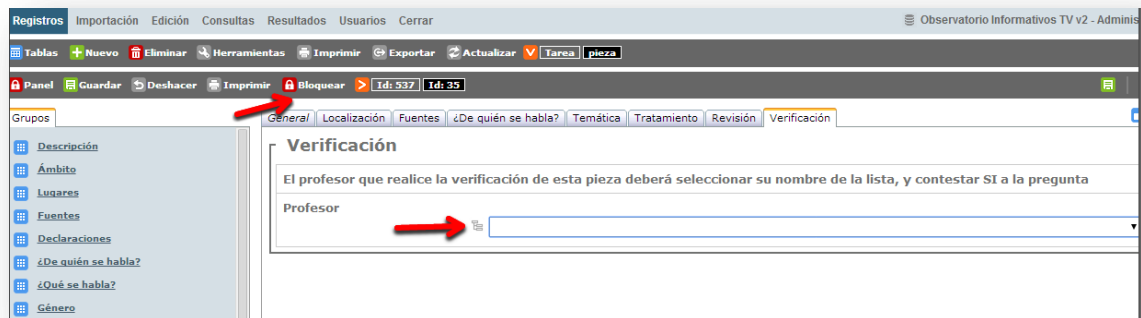 Registros Importación Edición Consultas Resultados Usuarios Cerrar Observatorio Informativos TV v2 - Adminis
Tablas Nuevo Eliminar Herramientas Imprimir Exportar Actualizar Tarea pieza
Panel Guardar Deshacer Imprimir Bloquear Id: 537 Id: 35
Grupos
General Localización Fuentes ¿De quién se habla? Temática Tratamiento Revisión Verificación
Descripción
Ámbito
Lugares
Fuentes
Declaraciones
¿De quién se habla?
¿Qué se habla?
Género
Verificación
El profesor que realice la verificación de esta pieza deberá seleccionar su nombre de la lista, y contestar SI a la pregunta
Profesor